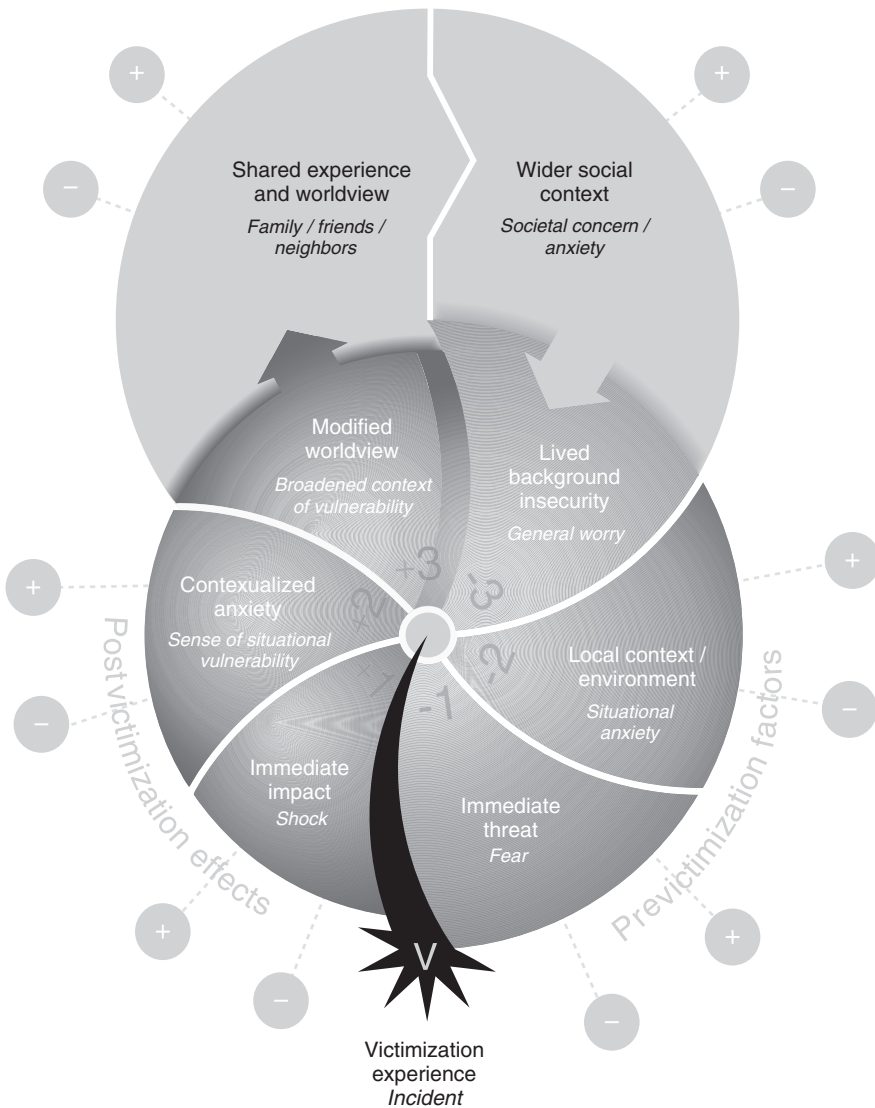 +
+
−
−
Shared experience
and worldview
Family / friends /
neighbors
Wider social
context
Societal concern /
anxiety
Modified
worldview
Broadened context
of vulnerability
Lived
background
insecurity
General worry
+3
-3
+
+
Contexualized
anxiety
Sense of situational
vulnerability
+2
-2
Local context /
environment
Situational
anxiety
+1
-1
−
−
Immediate
impact
Shock
Immediate
threat
Fear
Postvictimization effects
Previctimization factors
+
+
V
−
−
Victimization
experience
Incident